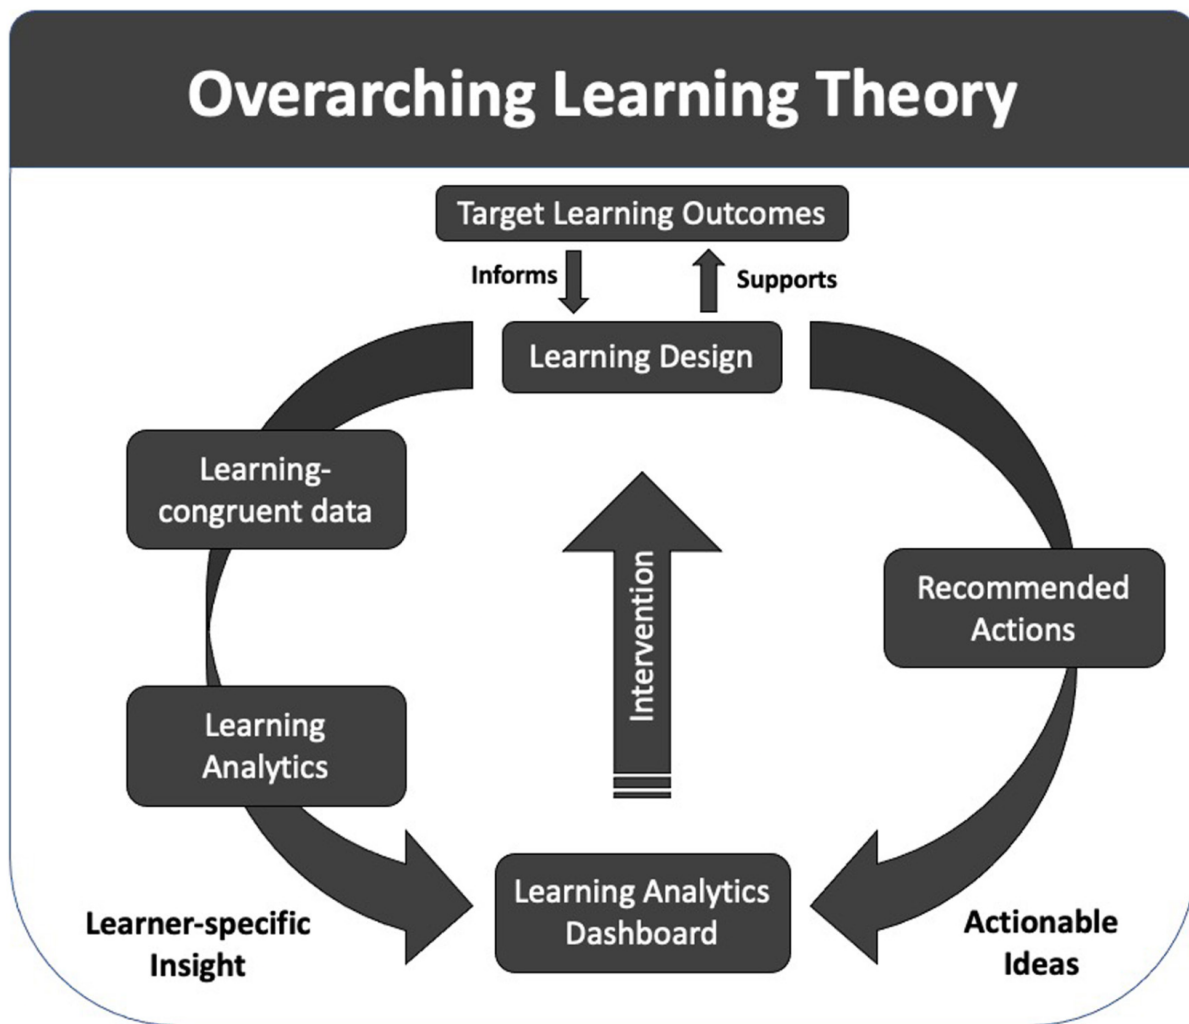 Overarching Learning Theory
Target Learning Outcomes
Informs
Supports
Learning Design
Learning-
congruent data
Intervention
Recommended
Actions
Learning
Analytics
Learning Analytics
Dashboard
Learner-specific
Insight
Actionable
Ideas